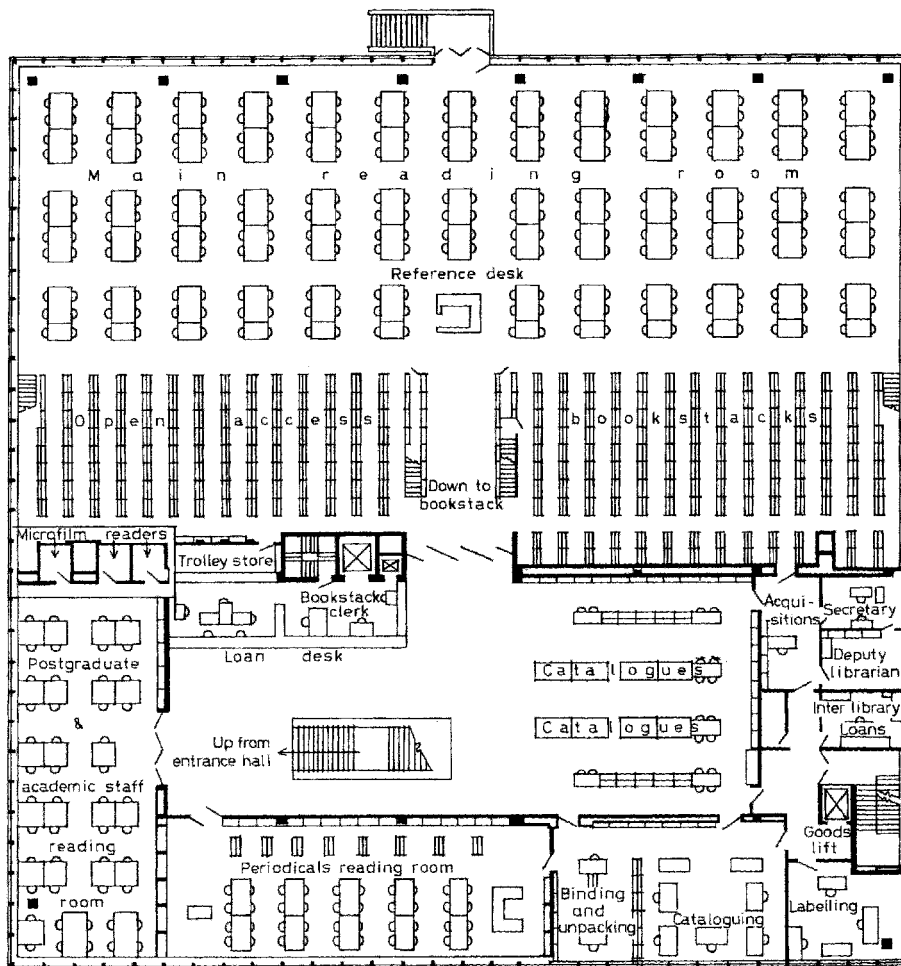 Main reading room
Reference desk
Open access bookstacks
Down to
bookstack
Microfilm readers
Trolley store
Bookstack
clerk
Loan desk
Acqui-
sitions
Secretary
Deputy
librarian
Postgraduate
&
academic staff
reading
room
Catalogues
Catalogues
Inter library
Loans
Up from
entrance hall
Goods
lift
Periodicals reading room
Binding
and
unpacking
Cataloguing
Labelling